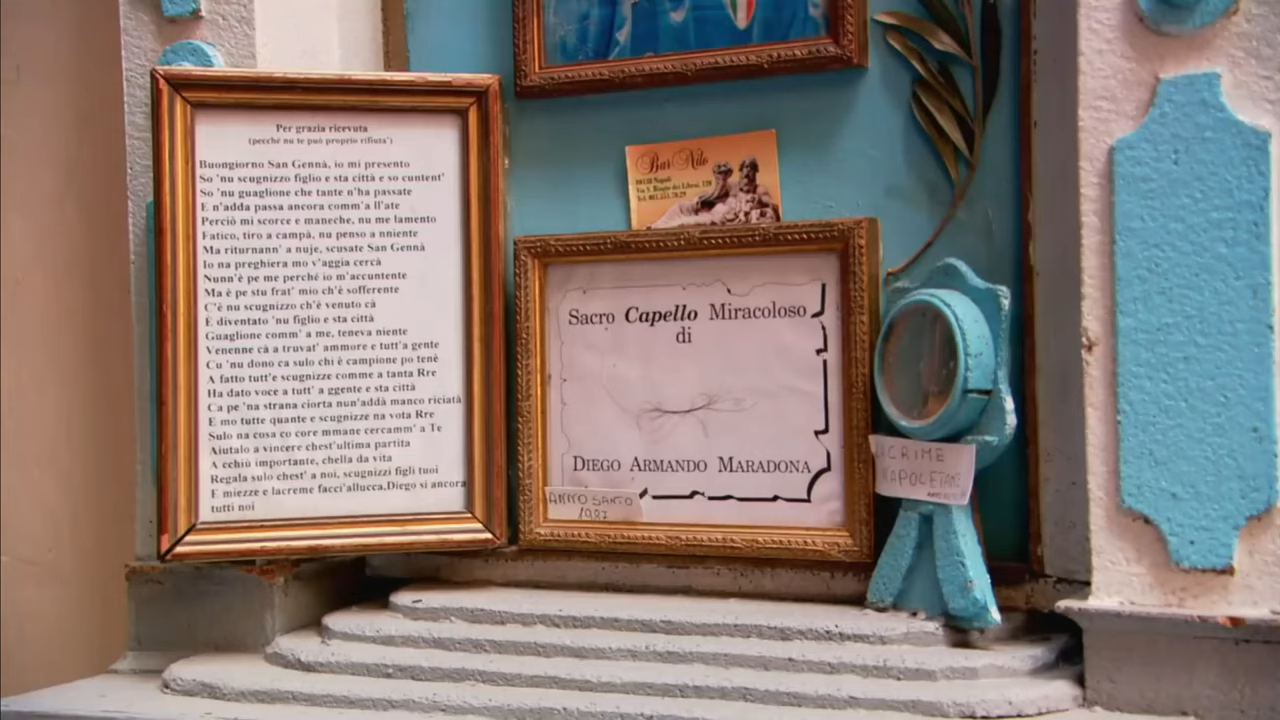 Per grazia ricevuta
(pecchè nu te può proprio rifiuta')
Buongiorno San Gennà, io mi presento
So 'nu scugnizzo figlio e sta città e so cuntent'
So 'nu guaglione che tante n'ha passate
E n'adda passa ancora comm'a ll'ate
Perciò mi scorce e maneche, nu me lamento
Fatico, tiro a campà, nu penso a nniente
Ma riturnann' a nuje, scusate San Gennà
Io na preghiera mo v'aggia cercà
Nunn'è pe me perché io m'accuntente
Ma è pe stu frat' mio ch'è sofferente
C'è nu scugnizzo ch'è venuto cà
È diventato 'nu figlio e sta città
Guaglione comm' a me, teneva niente
Venenne cà a truvat' ammore e tutt'a gente
Cu 'nu dono ca sulo chi è campione po tenè
A fatto tutt'e scugnizze comme a tanta Rre
Ha dato voce a tutt' a ggente e sta città
Ca pe 'na strana ciorta nun'addà manco riciatà
E mo tutte quante e scugnizze na vota Rre
Sulo na cosa co core mmane cercamm' a Te
Aiutalo a vincere chest'ultima partita
A cchiù importante, chella da vita
Regala sulo chest' a noi, scugnizzi figli tuoi
E miezze e lacreme facci'allucca,Diego si ancora
tutti noi
Bar Nilo
80138 Napoli
Via S. Biagio dei Librai, 129
Tel. 081.551.70.29
Sacro Capello Miracoloso
di
DIEGO ARMANDO MARADONA
ANNO SANTO
1987
LACRIME
NAPOLETANE